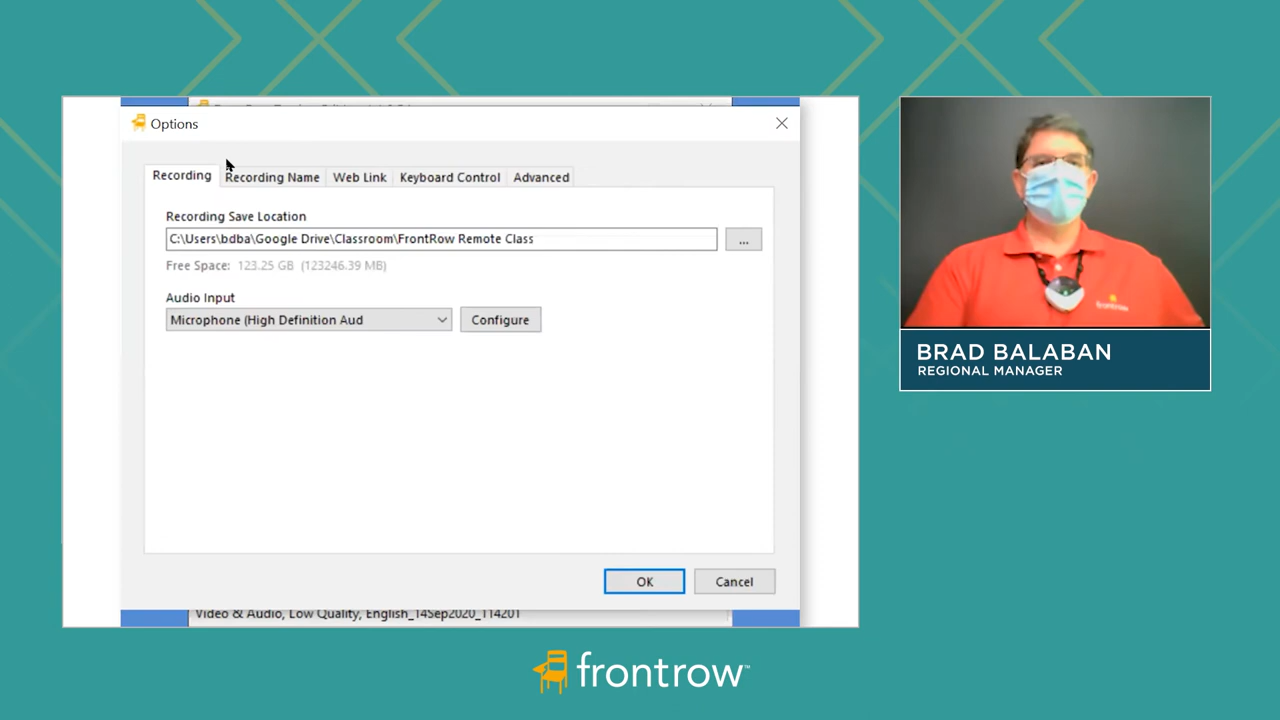 Options
Recording
Recording Name
Web Link
Keyboard Control
Advanced
Recording Save Location
C:\Users\bdba\Google Drive\Classroom\FrontRow Remote Class
...
Free Space: 123.25 GB (123246.39 MB)
Audio Input
Microphone (High Definition Aud
Configure
OK
Cancel
Video & Audio, Low Quality, English_14Sep2020_114201
frontrow
BRAD BALABAN
REGIONAL MANAGER
frontrow™